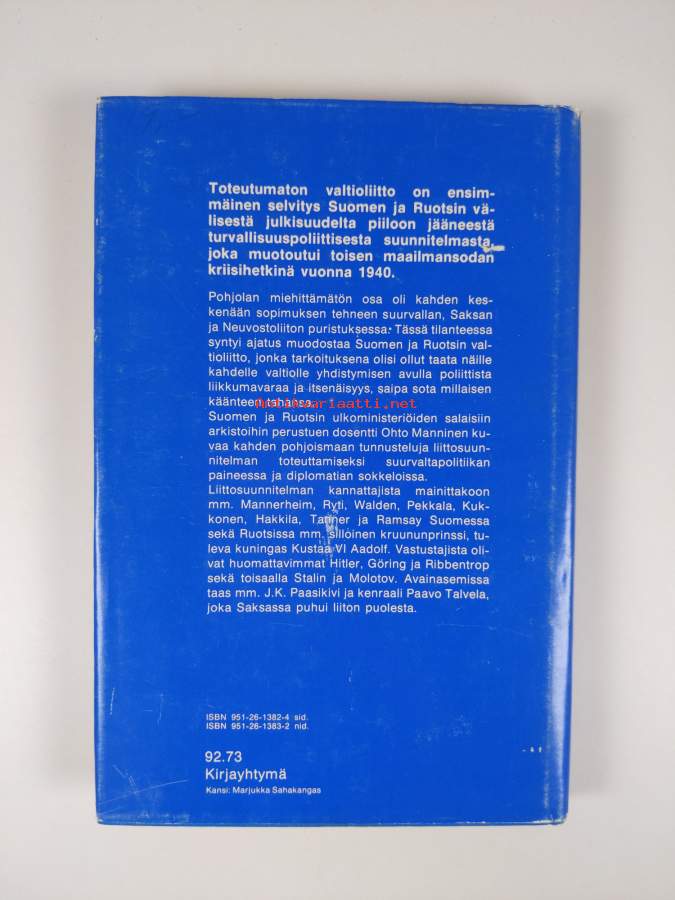 Toteutumaton valtioliitto on ensim-
mäinen selvitys Suomen ja Ruotsin vä-
lisestä julkisuudelta piiloon jääneestä
turvallisuuspoliittisesta suunnitelmasta,
joka muotoutui toisen maailmansodan
kriisihetkinä vuonna 1940.
Pohjolan miehittämätön osa oli kahden kes-
kenään sopimuksen tehneen suurvallan, Saksan
ja Neuvostoliiton puristuksessa. Tässä tilanteessa
syntyi ajatus muodostaa Suomen ja Ruotsin val-
tioliitto, jonka tarkoituksena olisi ollut taata näille
kahdelle valtiolle yhdistymisen avulla poliittista
liikkumavaraa ja itsenäisyys, saipa sota millaisen
käänteen tahansa.
Antikvariaatti.net
Suomen ja Ruotsin ulkoministeriöiden salaisiin
arkistoihin perustuen dosentti Ohto Manninen ku-
vaa kahden pohjoismaan tunnusteluja liittosuun-
nitelman toteuttamiseksi suurvaltapolitiikan
paineessa ja diplomatian sokkeloissa.
Liittosuunnitelman kannattajista mainittakoon
mm. Mannerheim, Ryti, Walden, Pekkala, Kuk-
konen, Hakkila, Tanner ja Ramsay Suomessa
sekä Ruotsissa mm. silloinen kruununprinssi, tu-
leva kuningas Kustaa VI Aadolf. Vastustajista oli-
vat huomattavimmat Hitler, Göring ja Ribbentrop
sekä toisaalla Stalin ja Molotov. Avainasemissa
taas mm. J.K. Paasikivi ja kenraali Paavo Talvela,
joka Saksassa puhui liiton puolesta.
ISBN 951-26-1382-4 sid.
ISBN 951-26-1383-2 nid.
92.73
Kirjayhtymä
Kansi: Marjukka Sahakangas